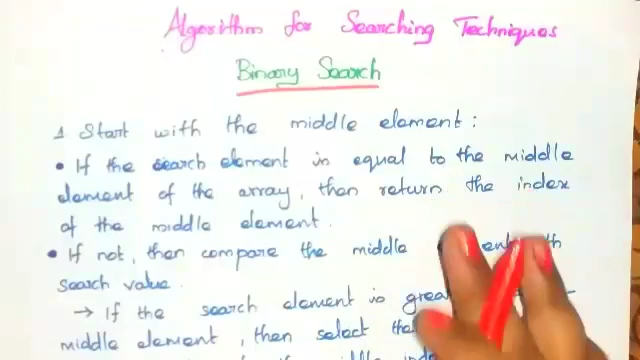 Algorithm for Searching Techniques
Binary Search
1 Start with the middle element :
• If the search element is equal to the middle
element of the array, then return the index
of the middle element.
• If not, then compare the middle
search value.
→ If the search element is
middle element, then select the